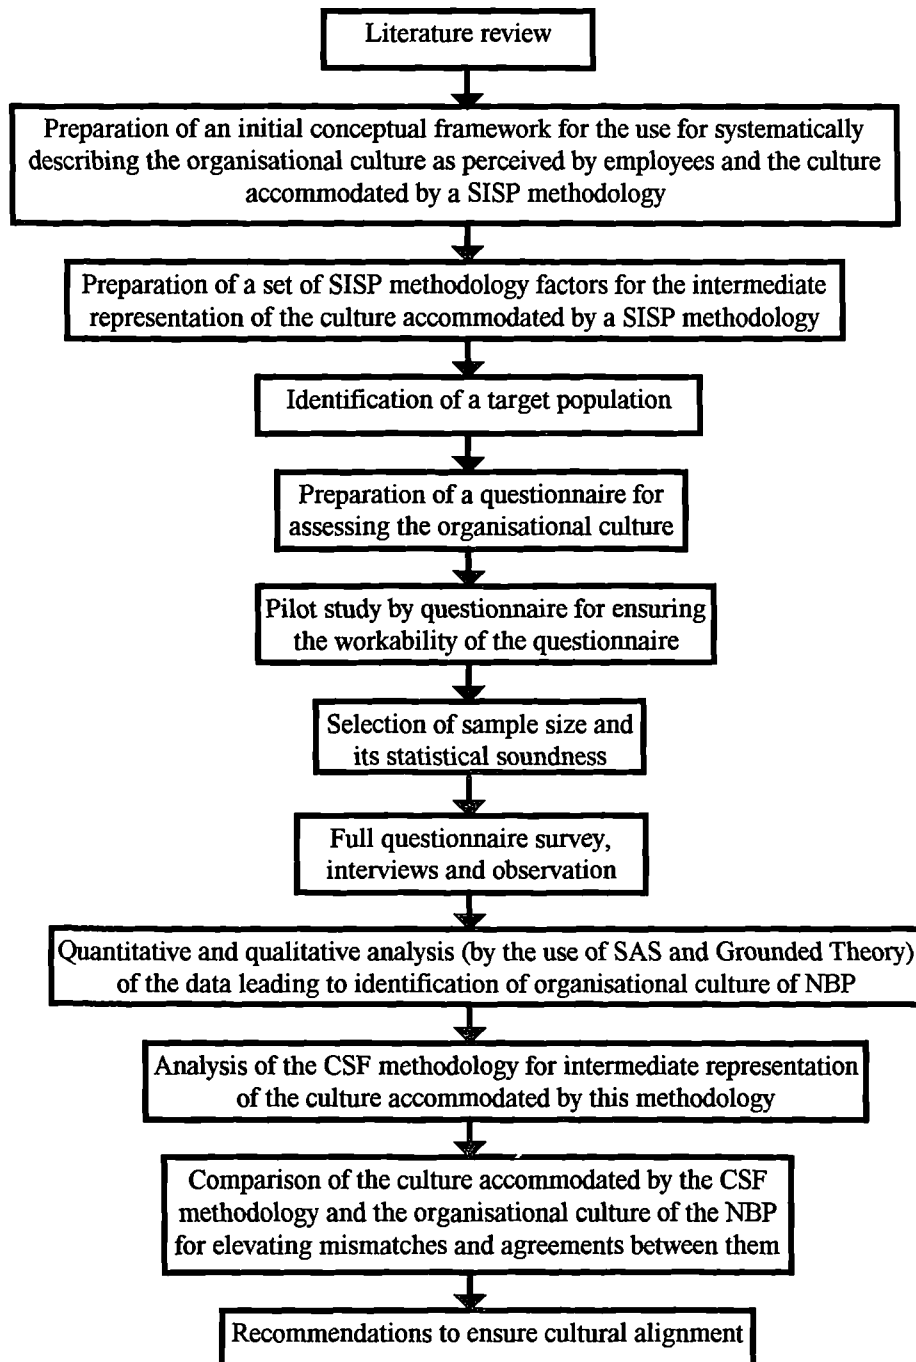 Literature review
Preparation of an initial conceptual framework for the use for systematically
describing the organisational culture as perceived by employees and the culture
accommodated by a SISP methodology
Preparation of a set of SISP methodology factors for the intermediate
representation of the culture accommodated by a SISP methodology
Identification of a target population
Preparation of a questionnaire for
assessing the organisational culture
Pilot study by questionnaire for ensuring
the workability of the questionnaire
Selection of sample size and
its statistical soundness
Full questionnaire survey,
interviews and observation
Quantitative and qualitative analysis (by the use of SAS and Grounded Theory)
of the data leading to identification of organisational culture of NBP
Analysis of the CSF methodology for intermediate representation
of the culture accommodated by this methodology
Comparison of the culture accommodated by the CSF
methodology and the organisational culture of the NBP
for elevating mismatches and agreements between them
Recommendations to ensure cultural alignment